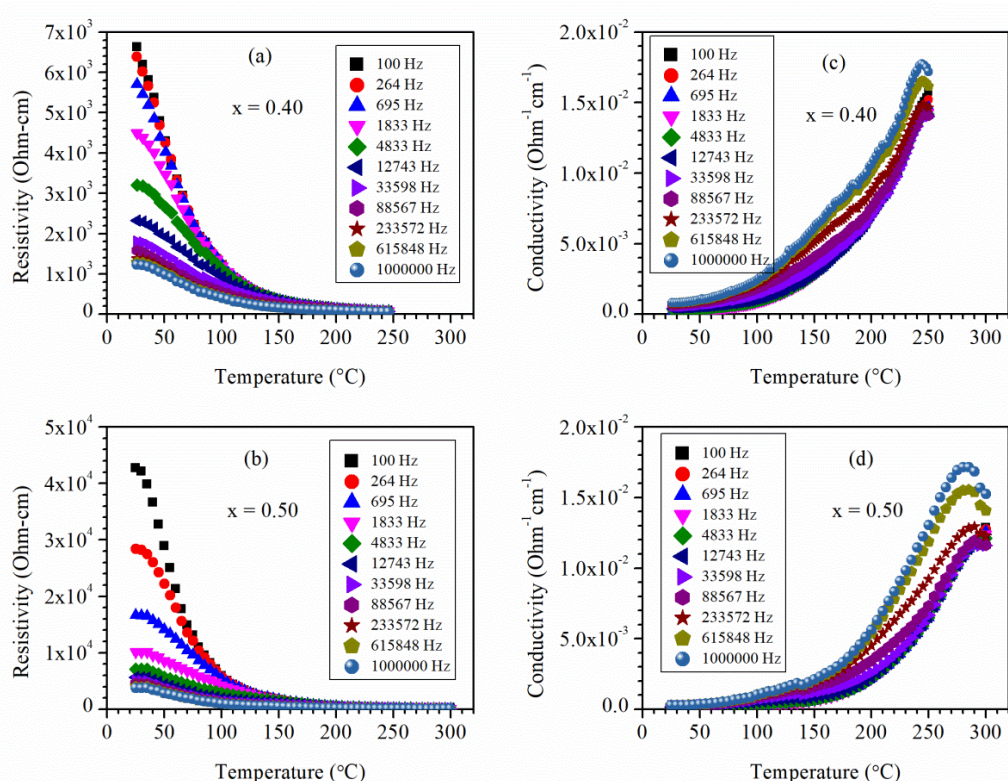 (a)
x = 0.40
Resistivity (Ohm-cm)
7x10³
6x10³
5x10³
4x10³
3x10³
2x10³
1x10³
0
100 Hz
264 Hz
695 Hz
1833 Hz
4833 Hz
12743 Hz
33598 Hz
88567 Hz
233572 Hz
615848 Hz
1000000 Hz
0 50 100 150 200 250 300
Temperature (°C)
(c)
x = 0.40
Conductivity (Ohm⁻¹ cm⁻¹)
2.0x10⁻²
1.5x10⁻²
1.0x10⁻²
5.0x10⁻³
0.0
100 Hz
264 Hz
695 Hz
1833 Hz
4833 Hz
12743 Hz
33598 Hz
88567 Hz
233572 Hz
615848 Hz
1000000 Hz
0 50 100 150 200 250 300
Temperature (°C)
(b)
x = 0.50
Resistivity (Ohm-cm)
5x10⁴
4x10⁴
3x10⁴
2x10⁴
1x10⁴
0
100 Hz
264 Hz
695 Hz
1833 Hz
4833 Hz
12743 Hz
33598 Hz
88567 Hz
233572 Hz
615848 Hz
1000000 Hz
0 50 100 150 200 250 300
Temperature (°C)
(d)
x = 0.50
Conductivity (Ohm⁻¹ cm⁻¹)
2.0x10⁻²
1.5x10⁻²
1.0x10⁻²
5.0x10⁻³
0.0
100 Hz
264 Hz
695 Hz
1833 Hz
4833 Hz
12743 Hz
33598 Hz
88567 Hz
233572 Hz
615848 Hz
1000000 Hz
0 50 100 150 200 250 300
Temperature (°C)